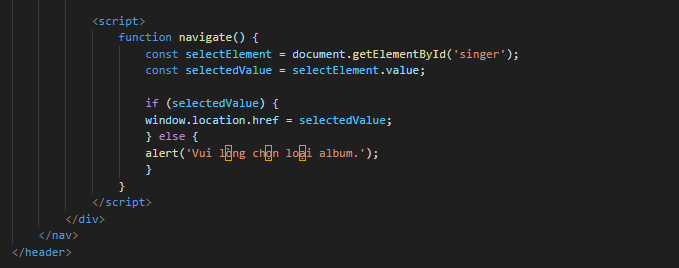 <script>
function navigate() {
const selectElement = document.getElementById('singer');
const selectedValue = selectElement.value;
if (selectedValue) {
window.location.href = selectedValue;
} else {
alert('Vui lòng chọn loại album.');
}
}
</script>
</div>
</nav>
</header>